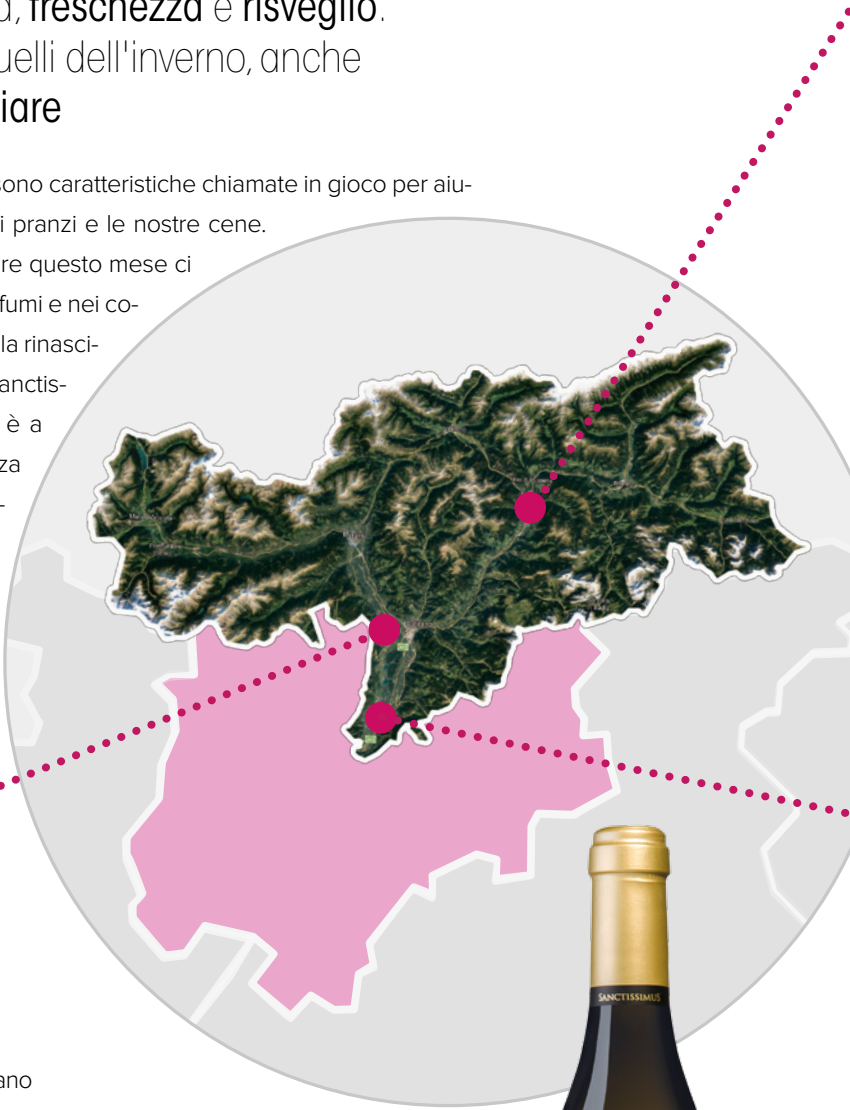 a, freschezza e risveglio.
uelli dell'inverno, anche
iare
sono caratteristiche chiamate in gioco per aiu-
i pranzi e le nostre cene.
re questo mese ci
fumi e nei co-
la rinasci-
anctis-
è a
za
-
ano
SANCTISSIMUS